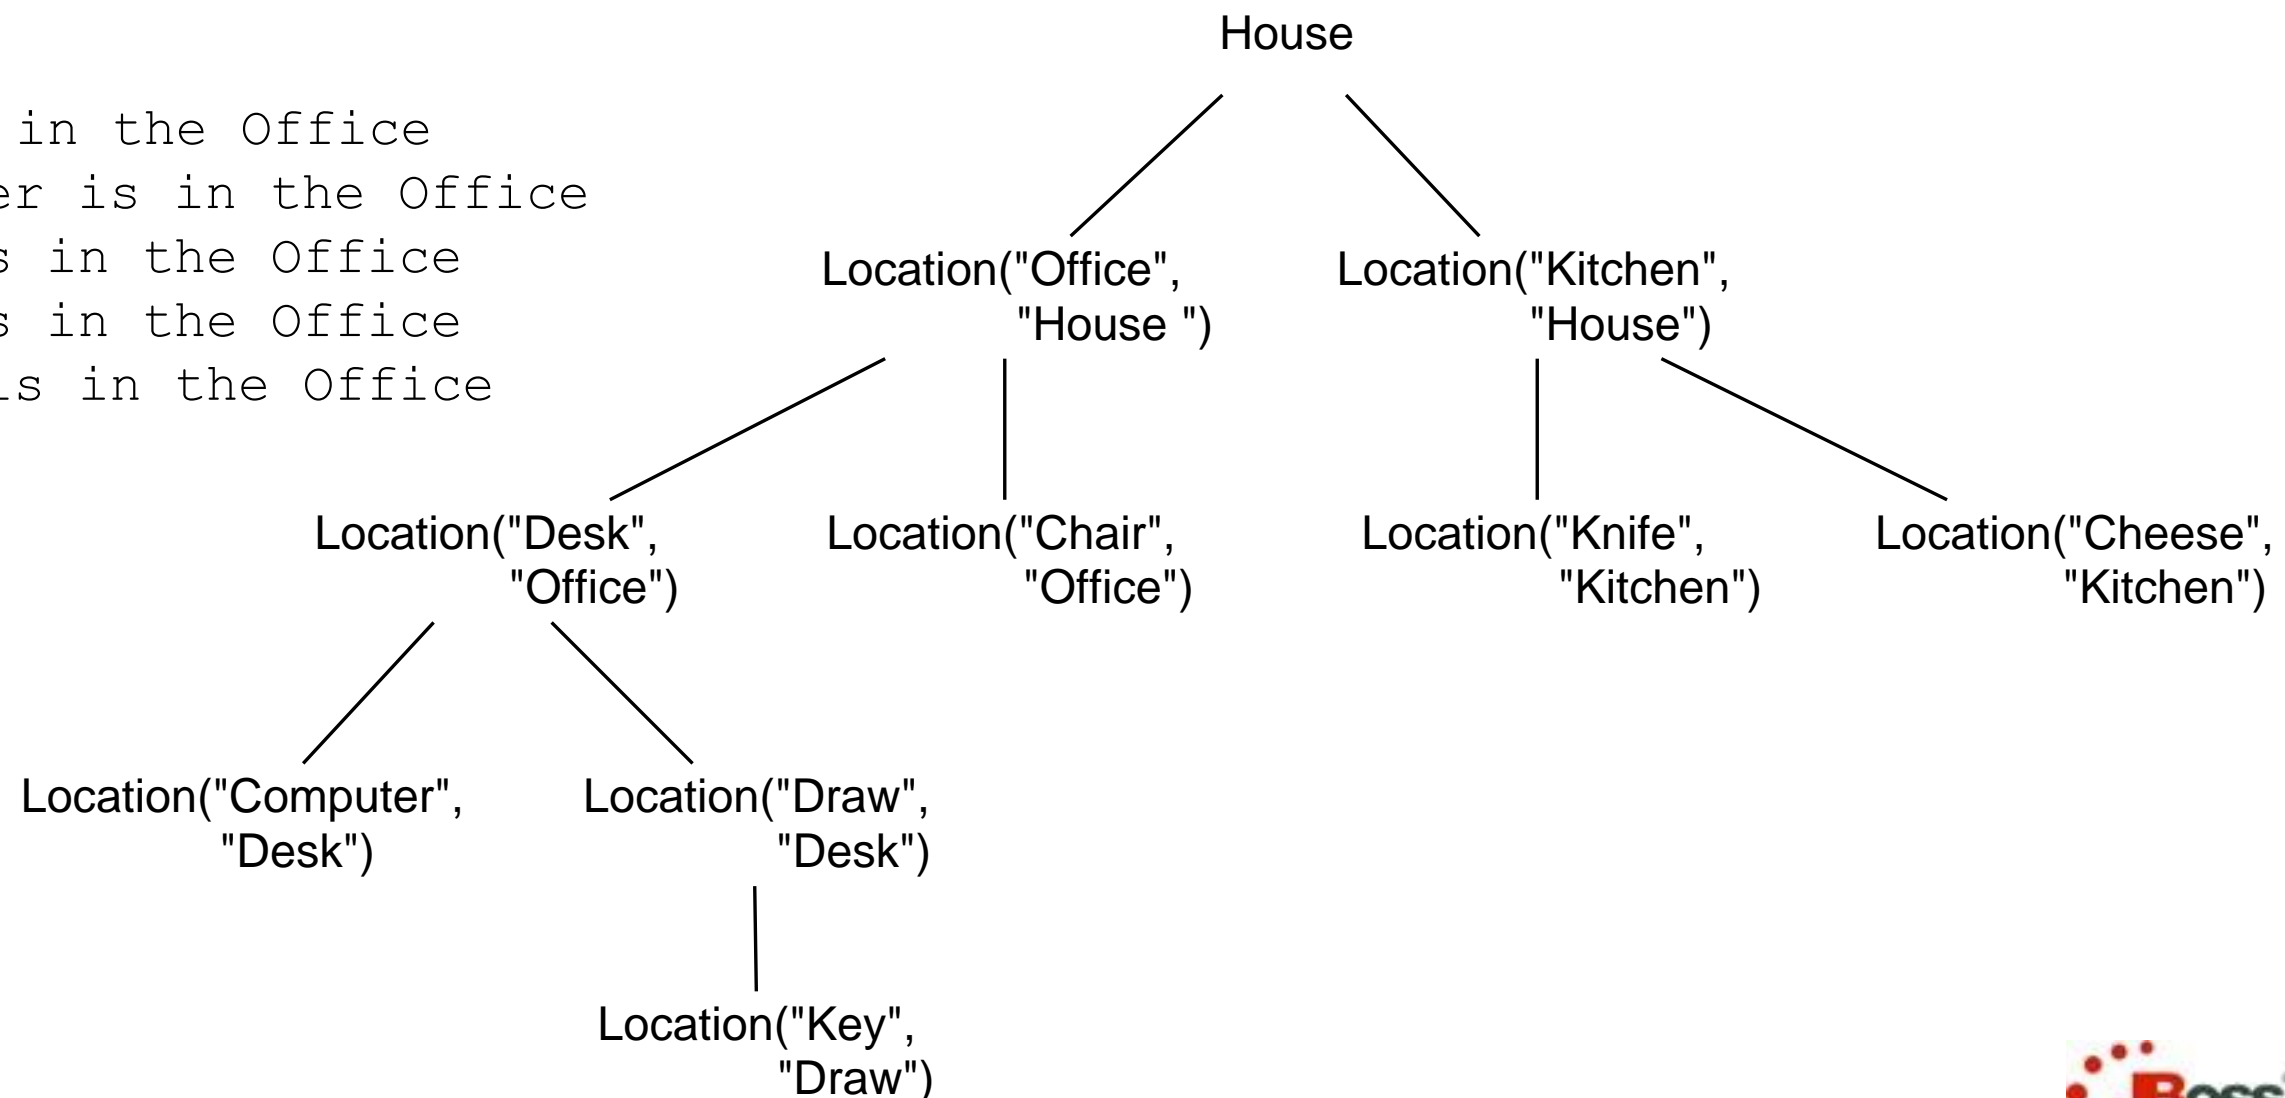 House
in the Office
er is in the Office
s in the Office
s in the Office
is in the Office
Location("Office",
"House ")
Location("Kitchen",
"House")
Location("Desk",
"Office")
Location("Chair",
"Office")
Location("Knife",
"Kitchen")
Location("Cheese",
"Kitchen")
Location("Computer",
"Desk")
Location("Draw",
"Desk")
Location("Key",
"Draw")